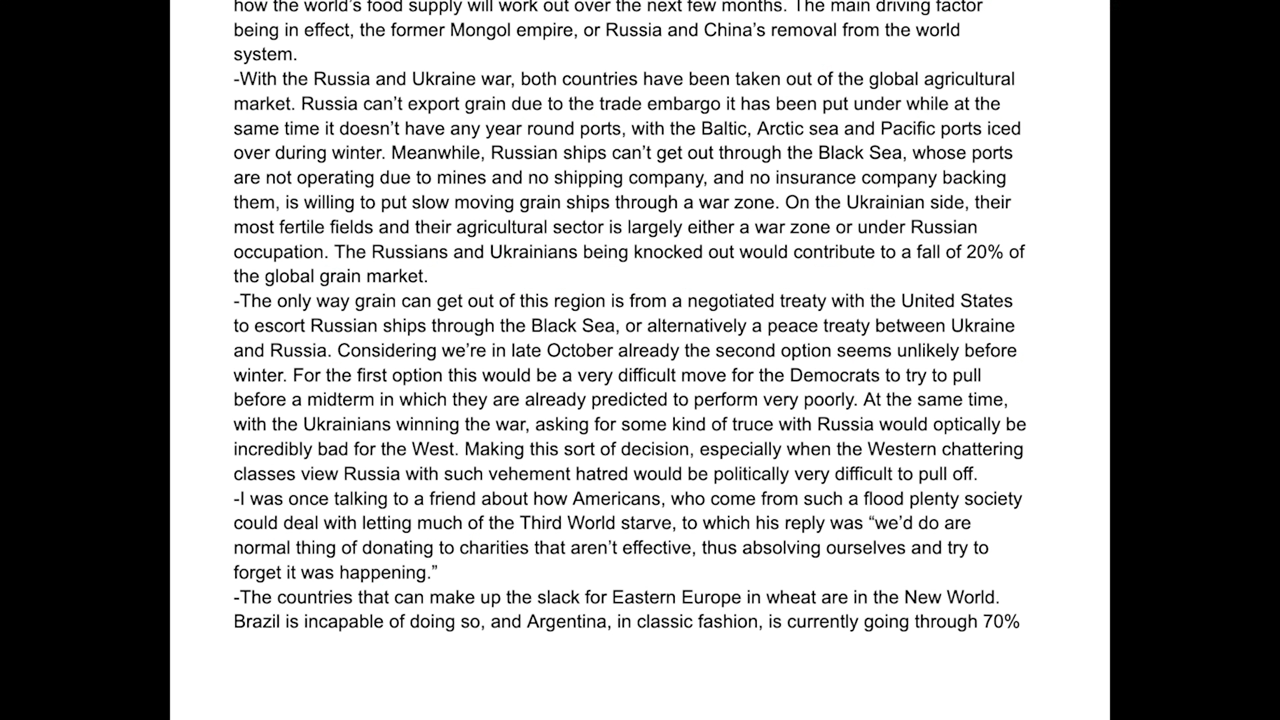 how the world's food supply will work out over the next few months. The main driving factor
being in effect, the former Mongol empire, or Russia and China's removal from the world
system.
-With the Russia and Ukraine war, both countries have been taken out of the global agricultural
market. Russia can't export grain due to the trade embargo it has been put under while at the
same time it doesn't have any year round ports, with the Baltic, Arctic sea and Pacific ports iced
over during winter. Meanwhile, Russian ships can't get out through the Black Sea, whose ports
are not operating due to mines and no shipping company, and no insurance company backing
them, is willing to put slow moving grain ships through a war zone. On the Ukrainian side, their
most fertile fields and their agricultural sector is largely either a war zone or under Russian
occupation. The Russians and Ukrainians being knocked out would contribute to a fall of 20% of
the global grain market.
-The only way grain can get out of this region is from a negotiated treaty with the United States
to escort Russian ships through the Black Sea, or alternatively a peace treaty between Ukraine
and Russia. Considering we're in late October already the second option seems unlikely before
winter. For the first option this would be a very difficult move for the Democrats to try to pull
before a midterm in which they are already predicted to perform very poorly. At the same time,
with the Ukrainians winning the war, asking for some kind of truce with Russia would optically be
incredibly bad for the West. Making this sort of decision, especially when the Western chattering
classes view Russia with such vehement hatred would be politically very difficult to pull off.
-I was once talking to a friend about how Americans, who come from such a flood plenty society
could deal with letting much of the Third World starve, to which his reply was “we'd do are
normal thing of donating to charities that aren't effective, thus absolving ourselves and try to
forget it was happening.”
-The countries that can make up the slack for Eastern Europe in wheat are in the New World.
Brazil is incapable of doing so, and Argentina, in classic fashion, is currently going through 70%